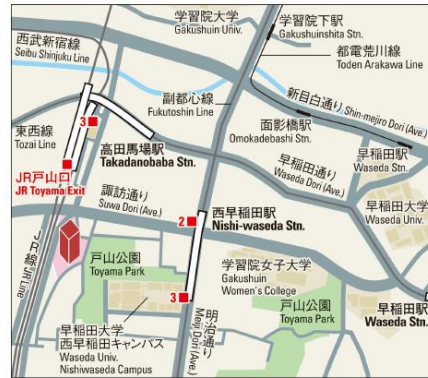 学習院大学
Gakushuin Univ.
学習院下駅
Gakushuinshita Stn.
西武新宿線
Seibu Shinjuku Line
都電荒川線
Toden Arakawa Line
副都心線
Fukutoshin Line
新目白通り Shin-mejiro Dori (Ave.)
3
東西線
Tozai Line
高田馬場駅
Takadanobaba Stn.
面影橋駅
Omokadebashi Stn.
早稲田通り
Waseda Dori (Ave.)
早稲田駅
Waseda Stn.
JR戸山口
JR Toyama Exit
諏訪通り
Suwa Dori (Ave.)
2
西早稲田駅
Nishi-waseda Stn.
早稲田大学
Waseda Univ.
JR線 JR Line
戸山公園
Toyama Park
学習院女子大学
Gakushuin
Women's College
3
明治通り
Meiji Dori (Ave.)
戸山公園
Toyama Park
早稲田駅
Waseda Stn.
早稲田大学
西早稲田キャンパス
Waseda Univ.
Nishiwaseda Campus